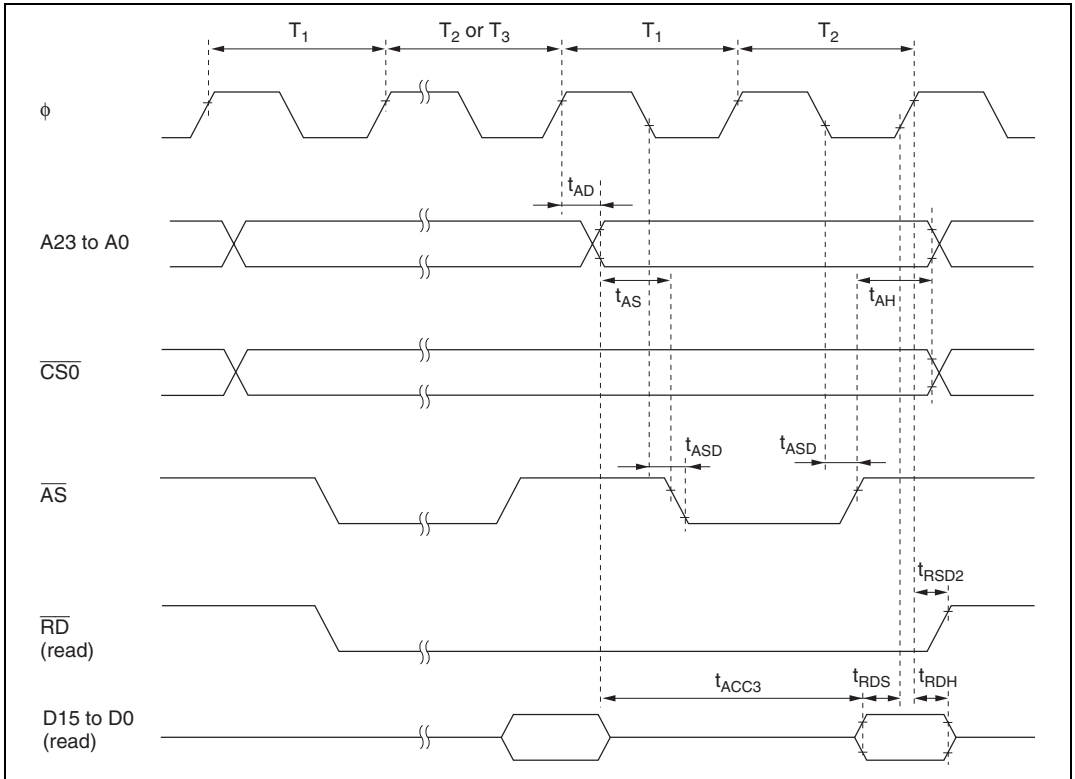 T1 T2 or T3 T1 T2
ϕ
tAD
A23 to A0
tAS tAH
CS0
tASD tASD
AS
tRSD2
RD
(read)
tACC3 tRDS tRDH
D15 to D0
(read)